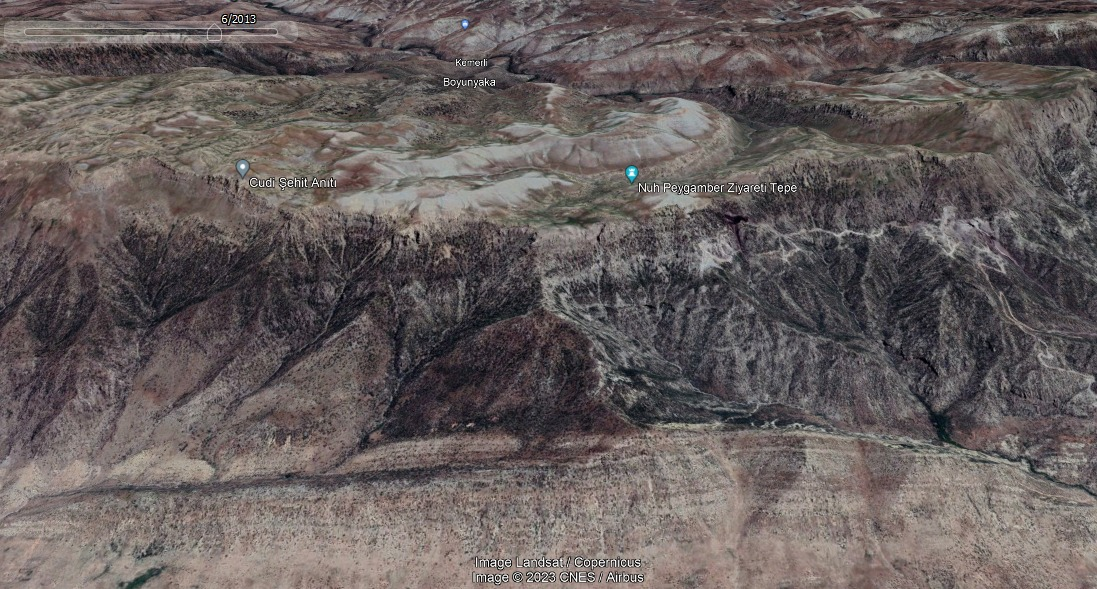 6/2013
Kemerli
Boyunyaka
Cudi Şehit Anıtı
Nuh Peygamber Ziyareti Tepe
Image Landsat / Copernicus
Image © 2023 CNES / Airbus